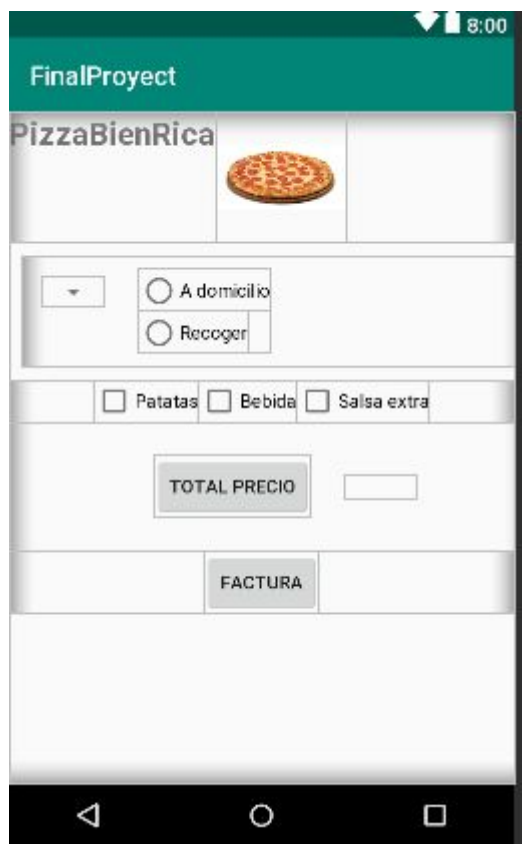 8:00
FinalProyect
PizzaBienRica
A domicilio
Recoger
Patatas Bebida Salsa extra
TOTAL PRECIO
FACTURA